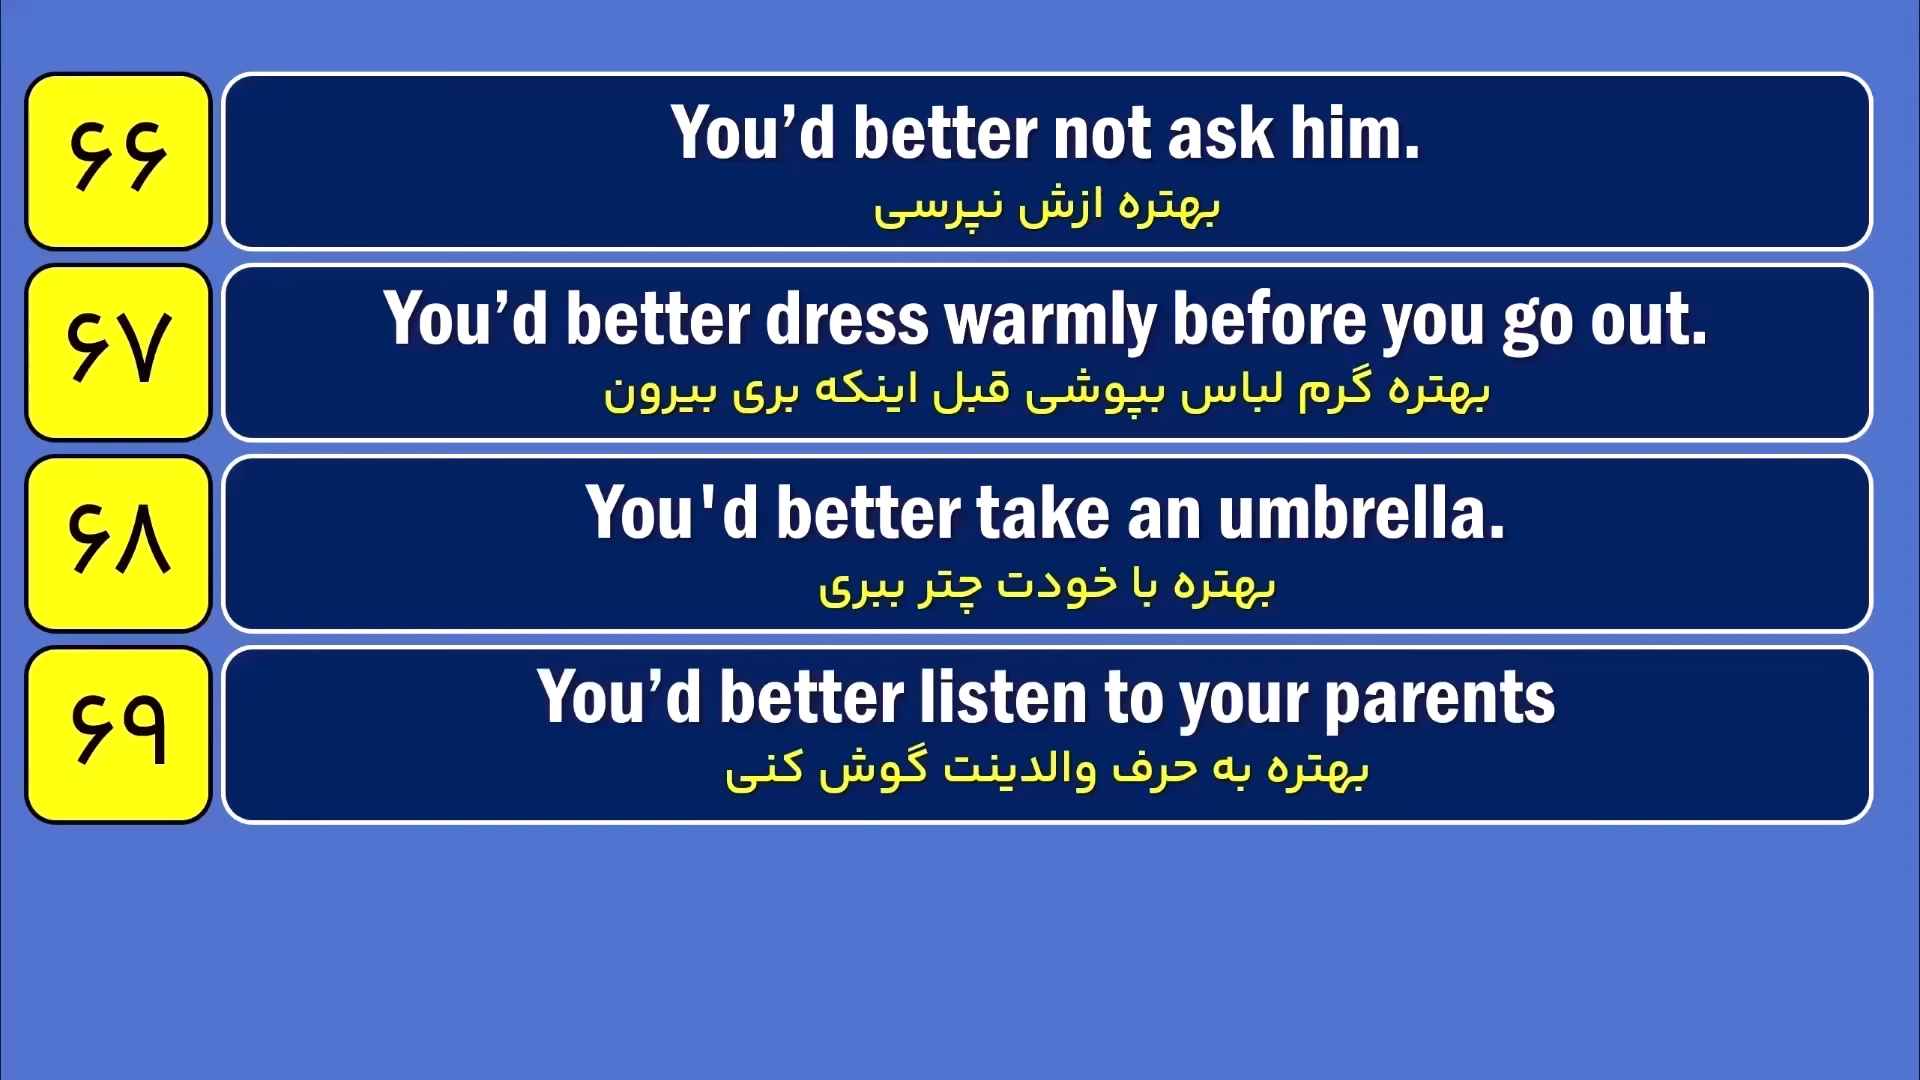 ۶۶
You’d better not ask him.
بهتره ازش نپرسی
۶۷
You’d better dress warmly before you go out.
بهتره گرم لباس بپوشی قبل اینکه بری بیرون
۶۸
You'd better take an umbrella.
بهتره با خودت چتر ببری
۶۹
You’d better listen to your parents
بهتره به حرف والدینت گوش کنی